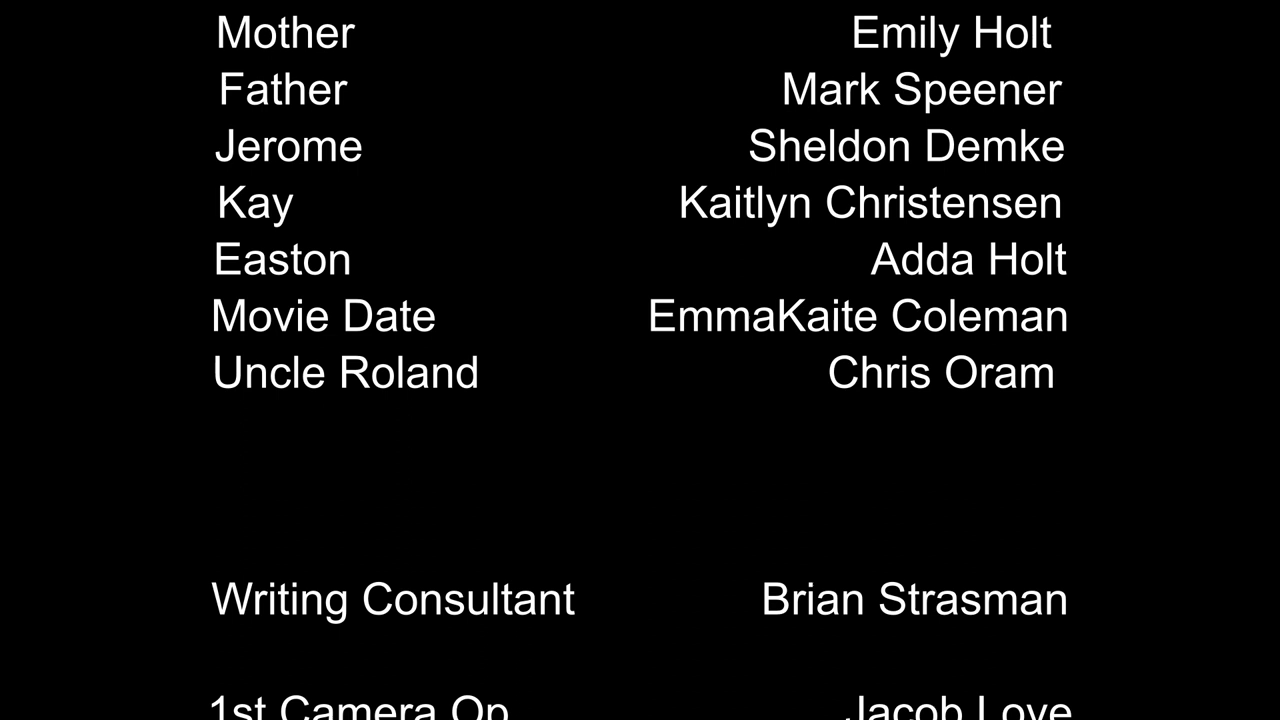 Mother Emily Holt
Father Mark Speener
Jerome Sheldon Demke
Kay Kaitlyn Christensen
Easton Adda Holt
Movie Date EmmaKaite Coleman
Uncle Roland Chris Oram
Writing Consultant Brian Strasman
1st Camera Op Jacob Love